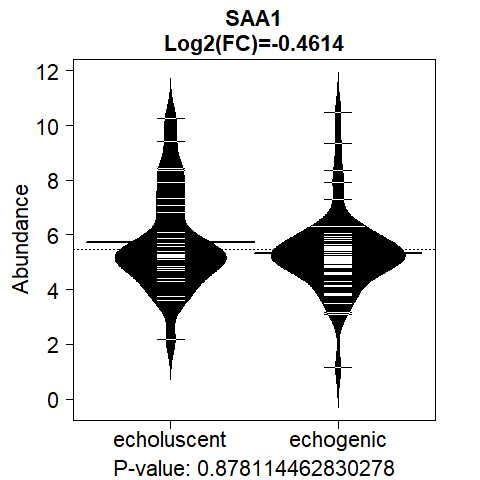 SAA1
Log2(FC)=-0.4614
12
10
8
6
4
2
0
Abundance
echoluscent echogenic
P-value: 0.878114462830278